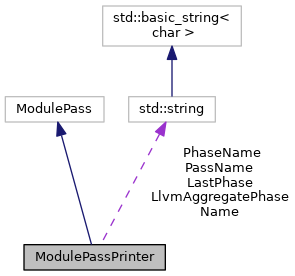 std::basic_string<
char >
ModulePass
std::string
PhaseName
PassName
LastPhase
LlvmAggregatePhase
Name
ModulePassPrinter